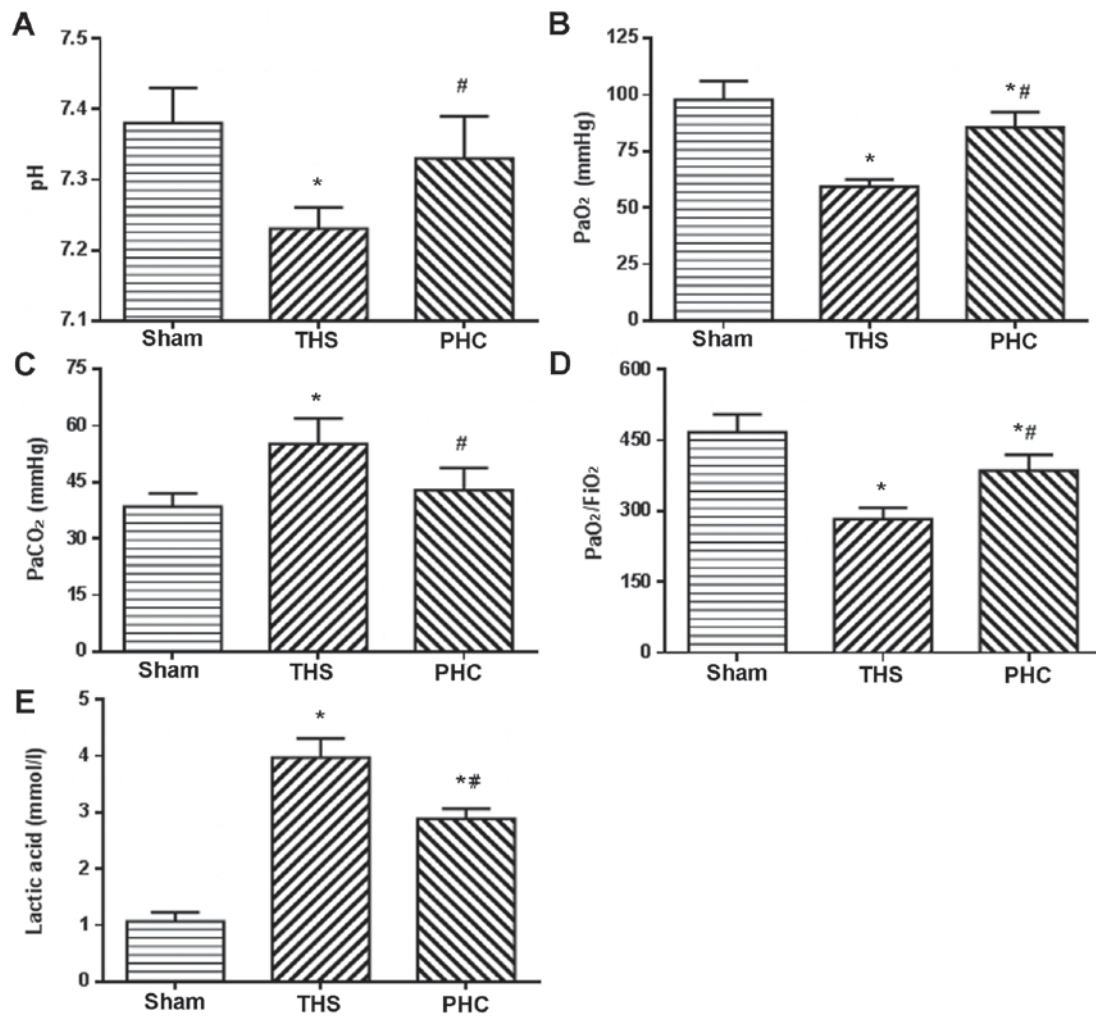 A
pH
7.5
7.4
7.3
7.2
7.1
*
#
Sham THS PHC
B
PaO₂ (mmHg)
125
100
75
50
25
0
*
*#
Sham THS PHC
C
PaCO₂ (mmHg)
75
60
45
30
15
0
*
#
Sham THS PHC
D
PaO₂/FiO₂
600
450
300
150
0
*
*#
Sham THS PHC
E
Lactic acid (mmol/l)
5
4
3
2
1
0
*
*#
Sham THS PHC